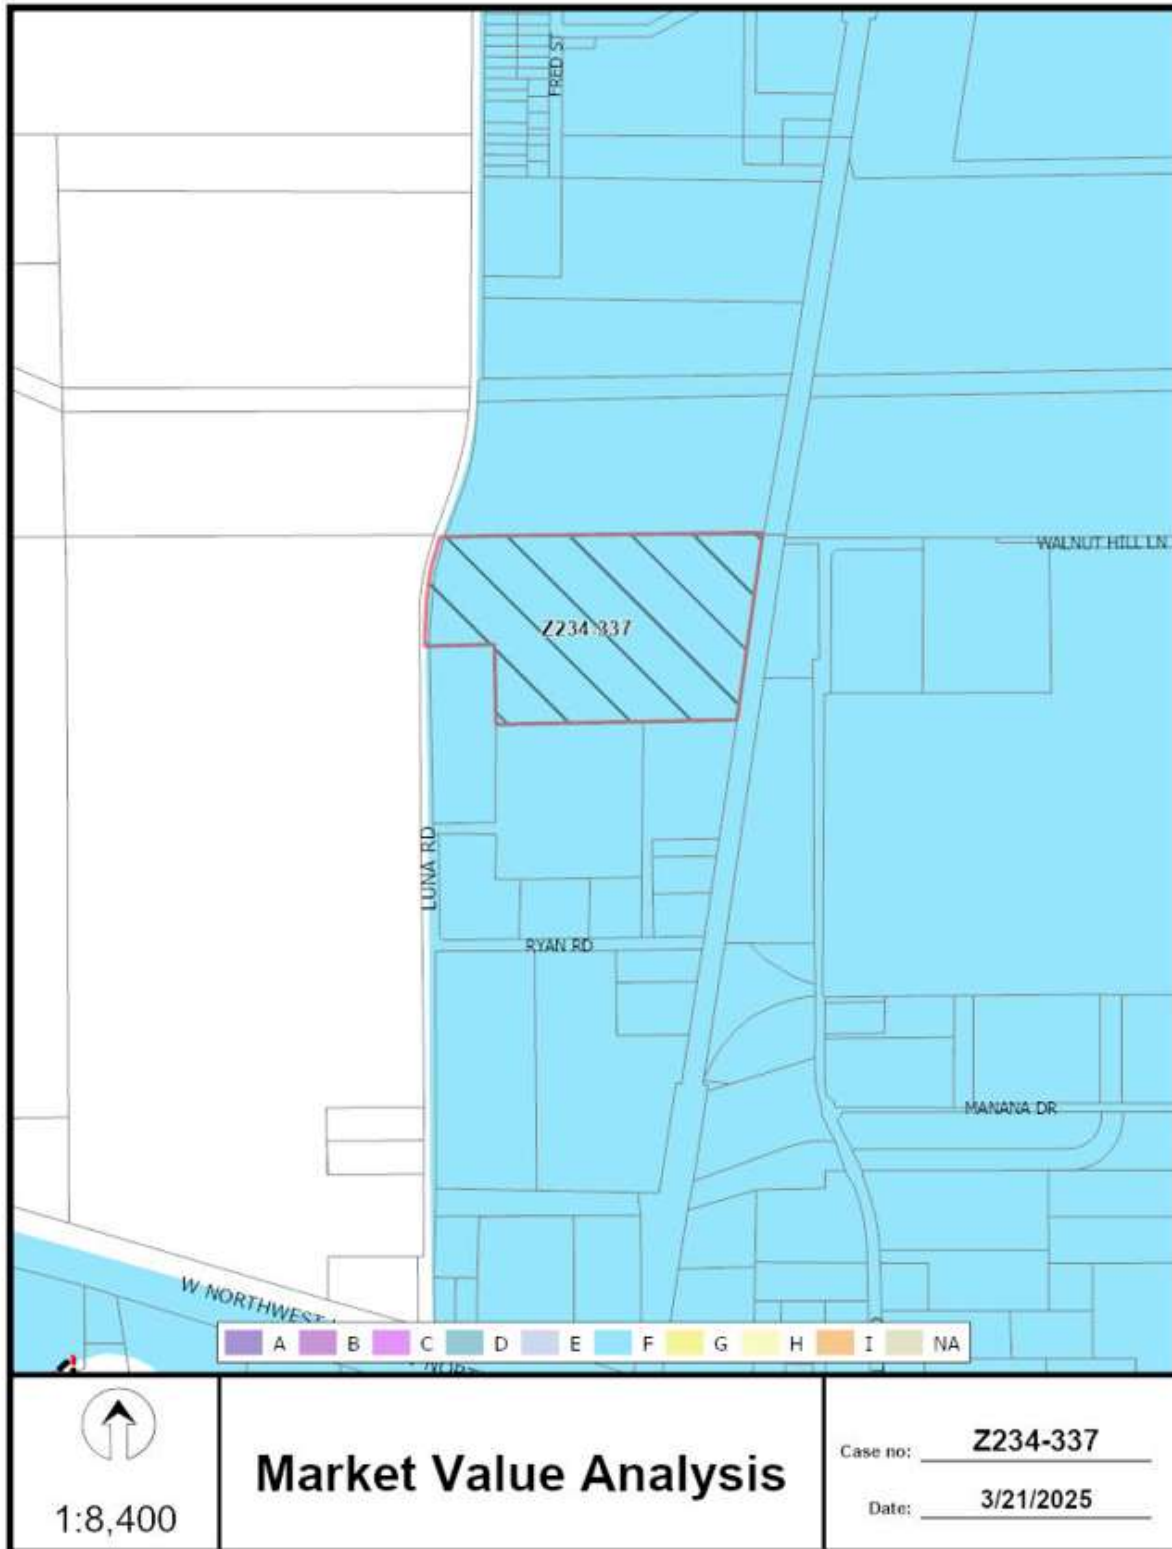 FRED ST
WALNUT HILL LN
Z234-337
LUNA RD
RYAN RD
MANANA DR
W NORTHWEST
A B C D E F G H I NA
1:8,400
Market Value Analysis
Case no: Z234-337
Date: 3/21/2025